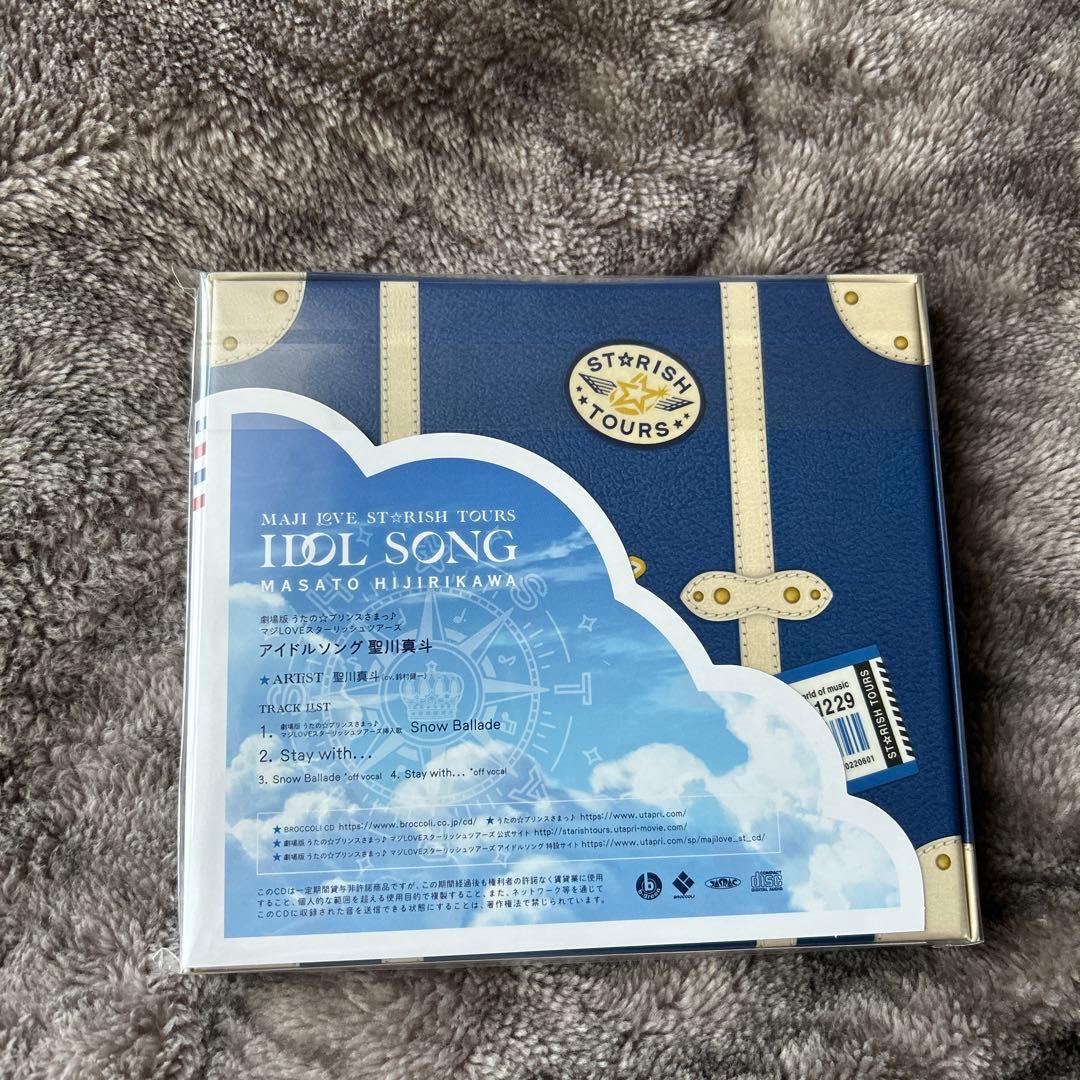 ST☆RISH
TOURS
MAJI LOVE ST☆RISH TOURS
IDOL SONG
MASATO HIJIRIKAWA
劇場版 うたの☆プリンスさまっ♪
マジLOVEスターリッシュツアーズ
アイドルソング 聖川真斗
★ARTiST 聖川真斗(cv.鈴村健一)
TRACK LIST
1. 劇場版 うたの☆プリンスさまっ♪ マジLOVEスターリッシュツアーズ挿入歌 Snow Ballade
2. Stay with...
3. Snow Ballade *off vocal 4. Stay with... *off vocal
★BROCCOLI CD https://www.broccoli.co.jp/cd/ ★うたの☆プリンスさまっ♪ https://www.utapri.com/
★劇場版 うたの☆プリンスさまっ♪ マジLOVEスターリッシュツアーズ 公式サイト http://starishtours.utapri-movie.com/
★劇場版 うたの☆プリンスさまっ♪ マジLOVEスターリッシュツアーズ アイドルソング 特設サイト https://www.utapri.com/sp/majilove_st_cd/
このCDは一定期間貸与非許諾商品ですが、この期間経過後も権利者の許諾なく賃貸業に使用
すること、個人的な範囲を超える使用目的で複製すること、また、ネットワーク等を通じて
このCDに収録された音を送信できる状態にすることは、著作権法で禁じられています。
BROCCOLI
JASRAC
COMPACT
disc
DIGITAL AUDIO
rld of music
1229
0220601
ST☆RISH TOURS